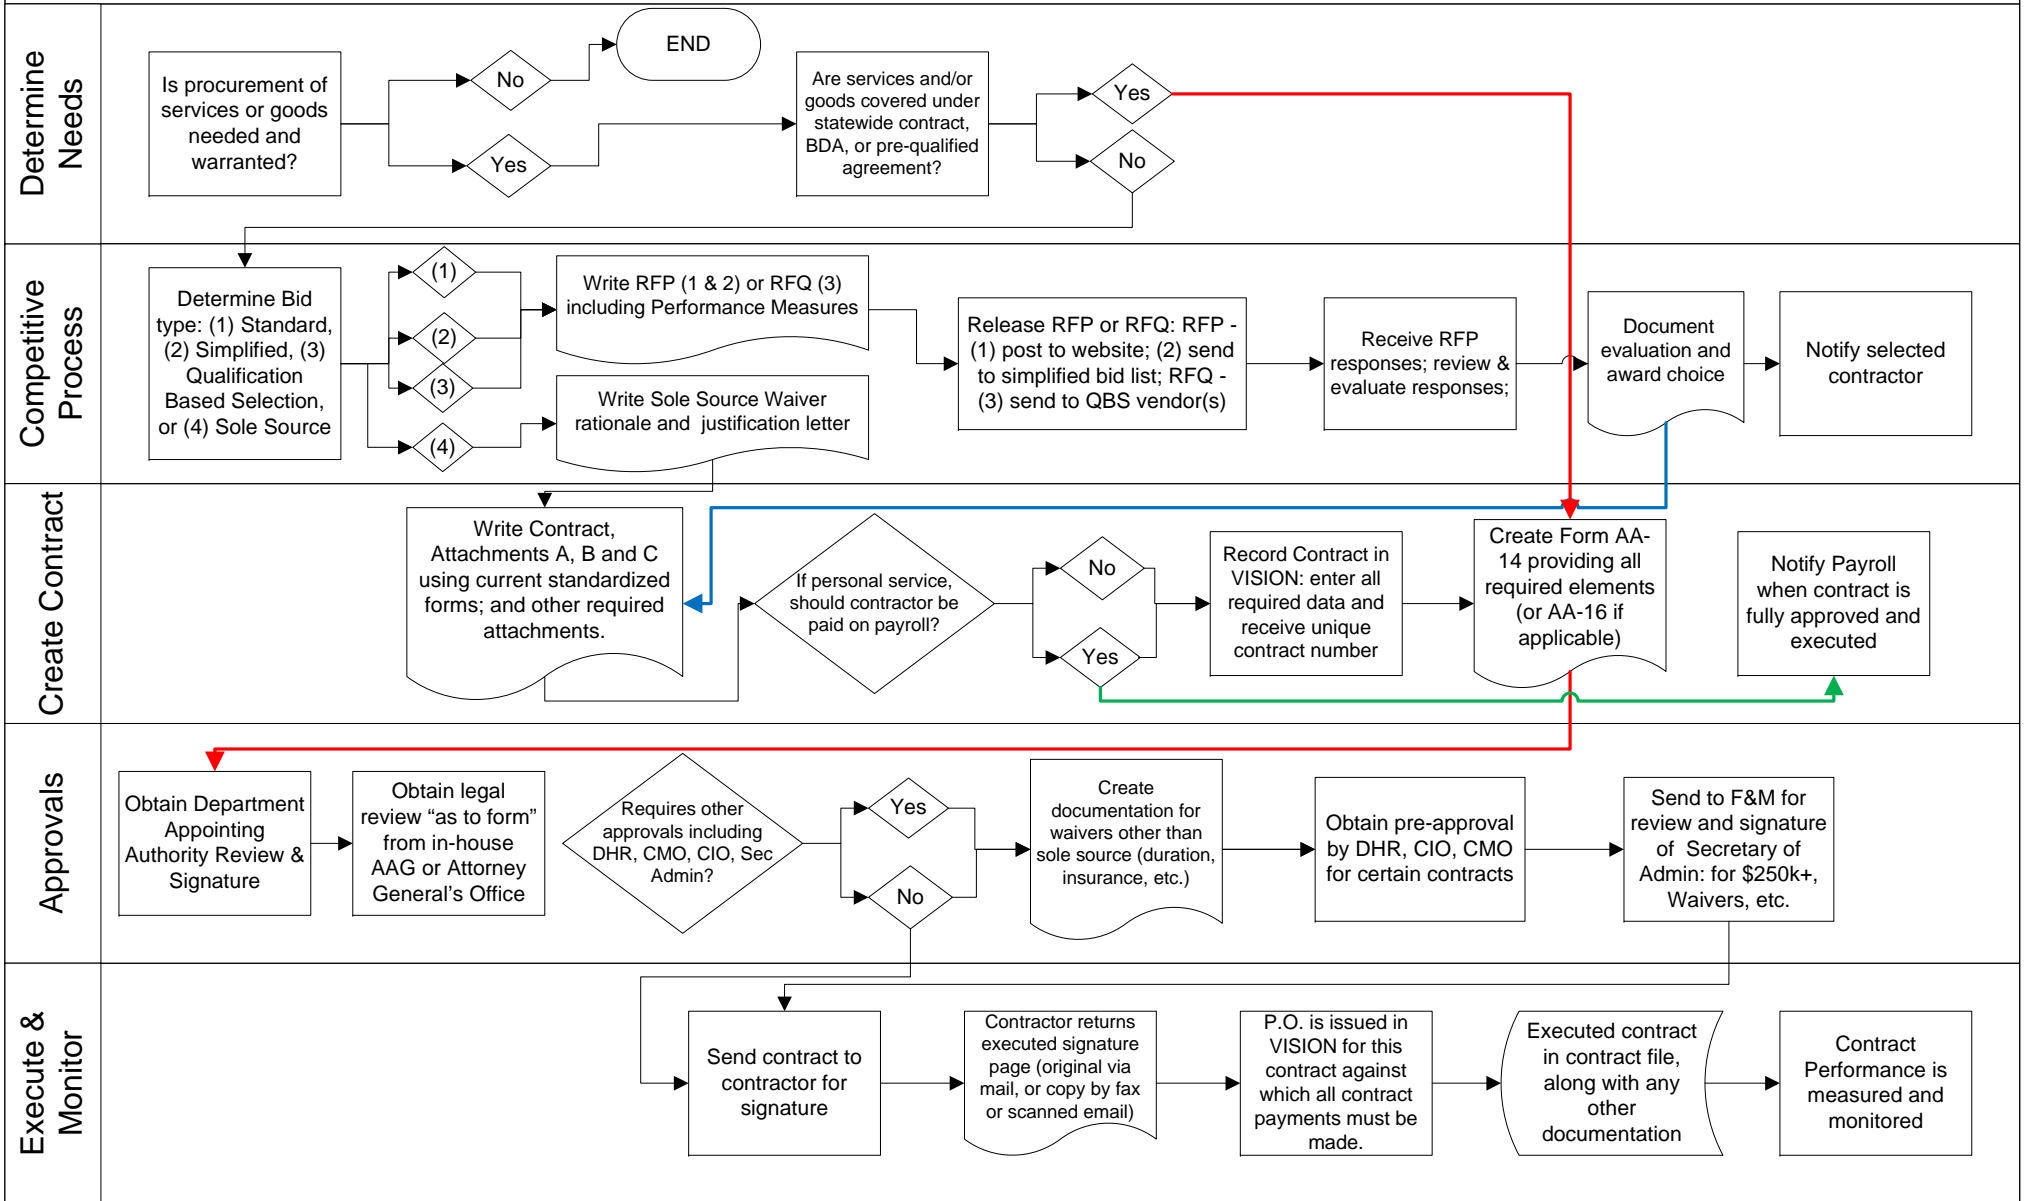 Determine
Needs
Is procurement of
services or goods
needed and
warranted?
No
Yes
END
Are services and/or
goods covered under
statewide contract,
BDA, or pre-qualified
agreement?
Yes
No
Competitive
Process
Determine Bid
type: (1) Standard,
(2) Simplified, (3)
Qualification
Based Selection,
or (4) Sole Source
(1)
(2)
(3)
(4)
Write RFP (1 & 2) or RFQ (3)
including Performance Measures
Write Sole Source Waiver
rationale and justification letter
Release RFP or RFQ: RFP -
(1) post to website; (2) send
to simplified bid list; RFQ -
(3) send to QBS vendor(s)
Receive RFP
responses; review &
evaluate responses;
Document
evaluation and
award choice
Notify selected
contractor
Create Contract
Write Contract,
Attachments A, B and C
using current standardized
forms; and other required
attachments.
If personal service,
should contractor be
paid on payroll?
No
Yes
Record Contract in
VISION: enter all
required data and
receive unique
contract number
Create Form AA-
14 providing all
required elements
(or AA-16 if
applicable)
Notify Payroll
when contract is
fully approved and
executed
Approvals
Obtain Department
Appointing
Authority Review &
Signature
Obtain legal
review “as to form”
from in-house
AAG or Attorney
General’s Office
Requires other
approvals including
DHR, CMO, CIO, Sec
Admin?
Yes
No
Create
documentation for
waivers other than
sole source (duration,
insurance, etc.)
Obtain pre-approval
by DHR, CIO, CMO
for certain contracts
Send to F&M for
review and signature
of Secretary of
Admin: for $250k+,
Waivers, etc.
Execute &
Monitor
Send contract to
contractor for
signature
Contractor returns
executed signature
page (original via
mail, or copy by fax
or scanned email)
P.O. is issued in
VISION for this
contract against
which all contract
payments must be
made.
Executed contract
in contract file,
along with any
other
documentation
Contract
Performance is
measured and
monitored